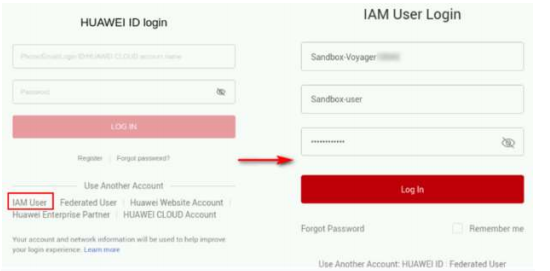 HUAWEI ID login
Phone/Email/Login ID/HUAWEI CLOUD account name
Password
LOG IN
Register | Forgot password?
Use Another Account
IAM User | Federated User | Huawei Website Account |
Huawei Enterprise Partner | HUAWEI CLOUD Account
Your account and network information will be used to help improve
your login experience. Learn more
IAM User Login
Sandbox-Voyager
Sandbox-user
············
Log In
Forgot Password
Remember me
Use Another Account: HUAWEI ID | Federated User